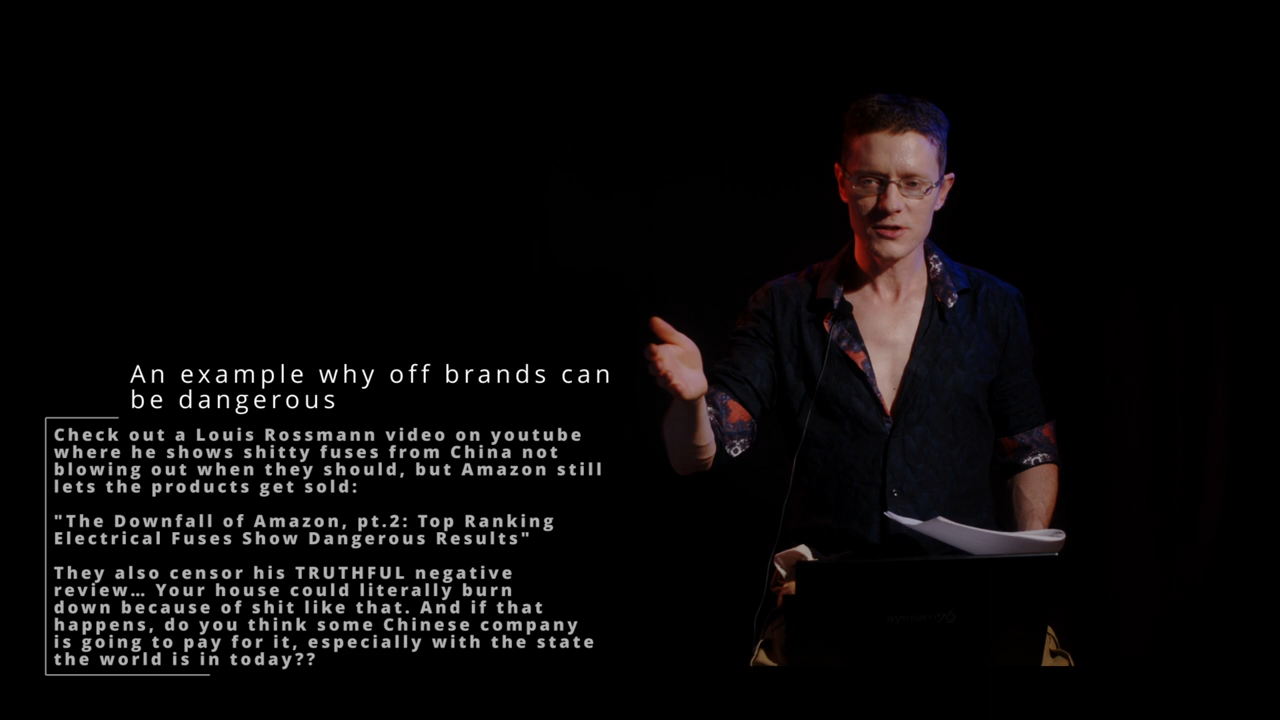 An example why off brands can
be dangerous
Check out a Louis Rossmann video on youtube
where he shows shitty fuses from China not
blowing out when they should, but Amazon still
lets the products get sold:
"The Downfall of Amazon, pt.2: Top Ranking
Electrical Fuses Show Dangerous Results"
They also censor his TRUTHFUL negative
review… Your house could literally burn
down because of shit like that. And if that
happens, do you think some Chinese company
is going to pay for it, especially with the state
the world is in today??